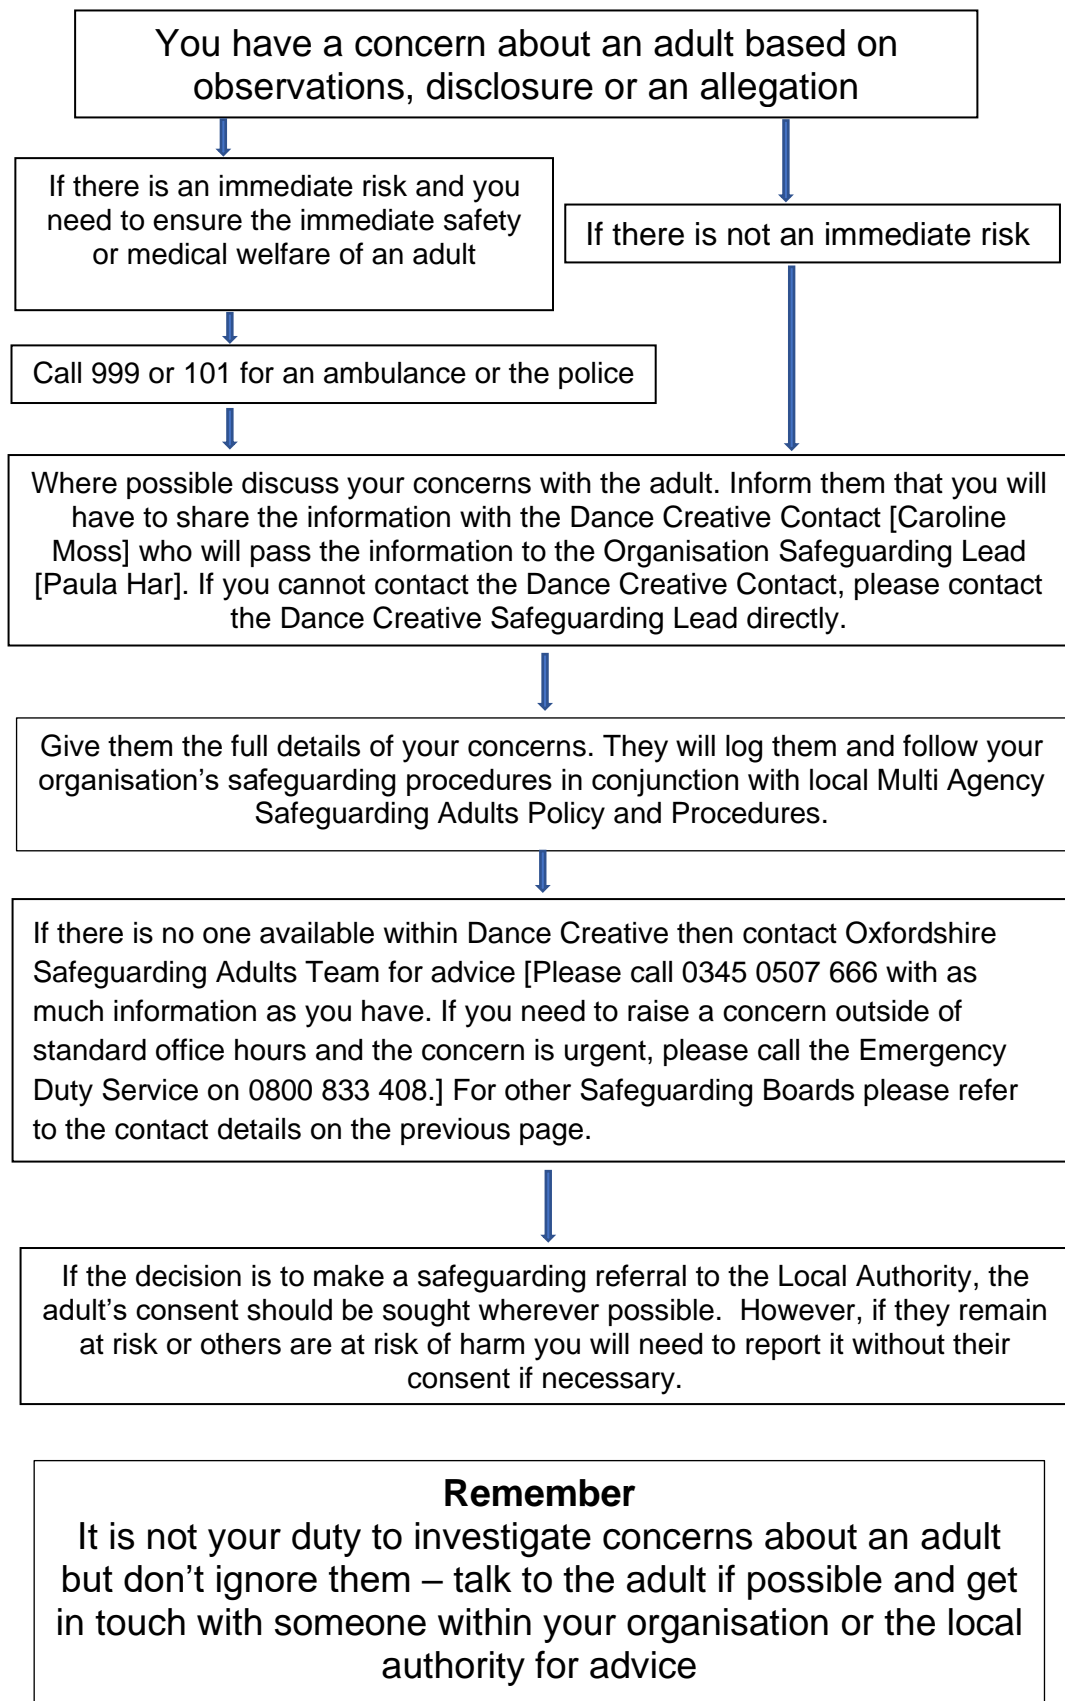 You have a concern about an adult based on
observations, disclosure or an allegation
If there is an immediate risk and you
need to ensure the immediate safety
or medical welfare of an adult
If there is not an immediate risk
Call 999 or 101 for an ambulance or the police
Where possible discuss your concerns with the adult. Inform them that you will
have to share the information with the Dance Creative Contact [Caroline
Moss] who will pass the information to the Organisation Safeguarding Lead
[Paula Har]. If you cannot contact the Dance Creative Contact, please contact
the Dance Creative Safeguarding Lead directly.
Give them the full details of your concerns. They will log them and follow your
organisation’s safeguarding procedures in conjunction with local Multi Agency
Safeguarding Adults Policy and Procedures.
If there is no one available within Dance Creative then contact Oxfordshire
Safeguarding Adults Team for advice [Please call 0345 0507 666 with as
much information as you have. If you need to raise a concern outside of
standard office hours and the concern is urgent, please call the Emergency
Duty Service on 0800 833 408.] For other Safeguarding Boards please refer
to the contact details on the previous page.
If the decision is to make a safeguarding referral to the Local Authority, the
adult’s consent should be sought wherever possible.  However, if they remain
at risk or others are at risk of harm you will need to report it without their
consent if necessary.
Remember
It is not your duty to investigate concerns about an adult
but don’t ignore them – talk to the adult if possible and get
in touch with someone within your organisation or the local
authority for advice